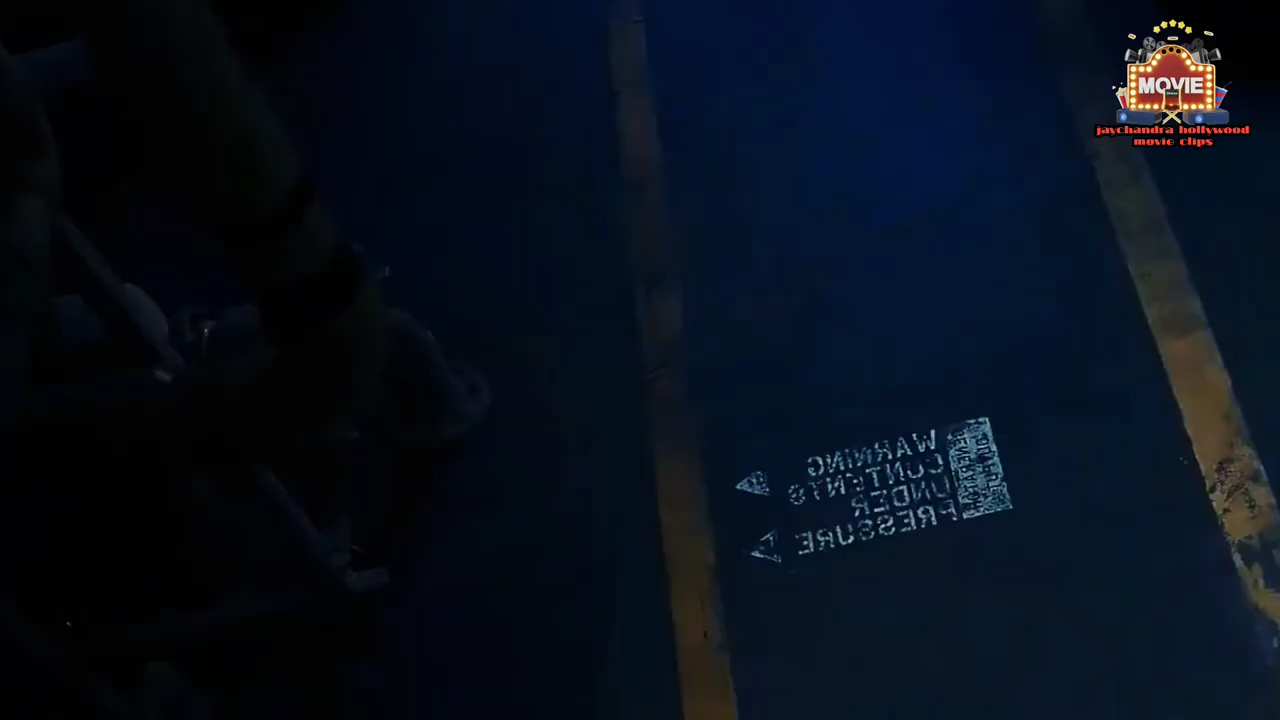 MOVIE
jaychandra hollywood
movie clips
WARNING
CONTENTS
UNDER
PRESSURE